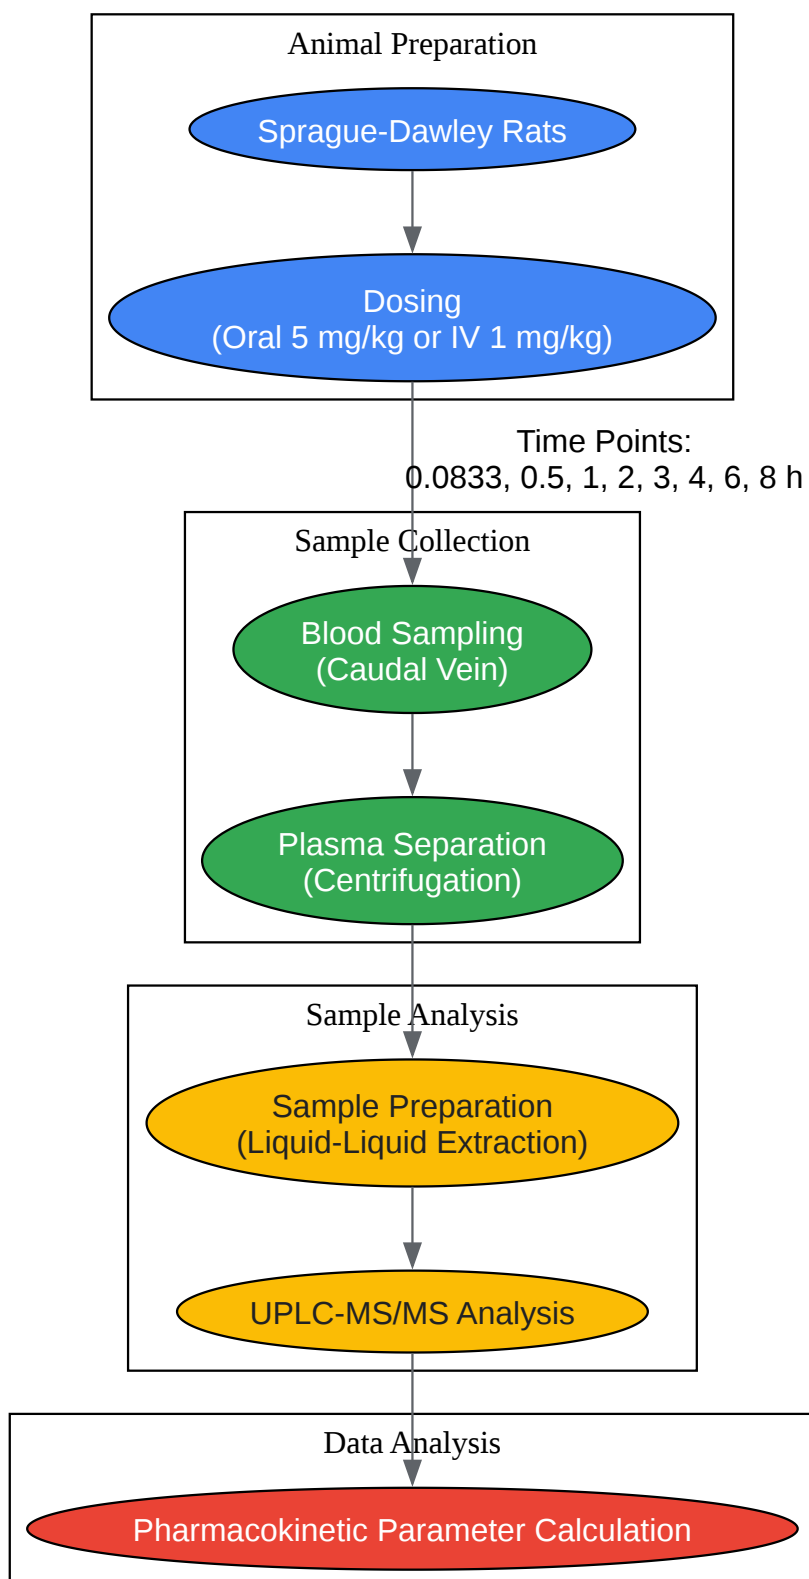 Animal Preparation
Sprague-Dawley Rats
Dosing
(Oral 5 mg/kg or IV 1 mg/kg)
Time Points:
0.0833, 0.5, 1, 2, 3, 4, 6, 8 h
Sample Collection
Blood Sampling
(Caudal Vein)
Plasma Separation
(Centrifugation)
Sample Analysis
Sample Preparation
(Liquid-Liquid Extraction)
UPLC-MS/MS Analysis
Data Analysis
Pharmacokinetic Parameter Calculation